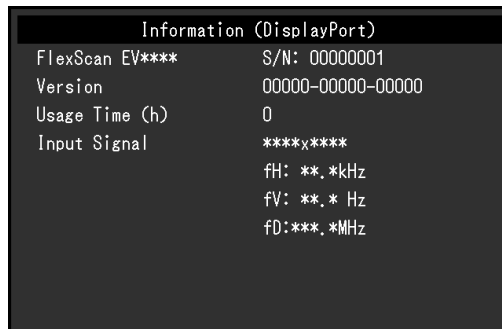 Information (DisplayPort)
FlexScan EV**** S/N: 00000001
Version 00000-00000-00000
Usage Time (h) 0
Input Signal ****x****
fH: **.*kHz
fV: **.* Hz
fD:***.*MHz